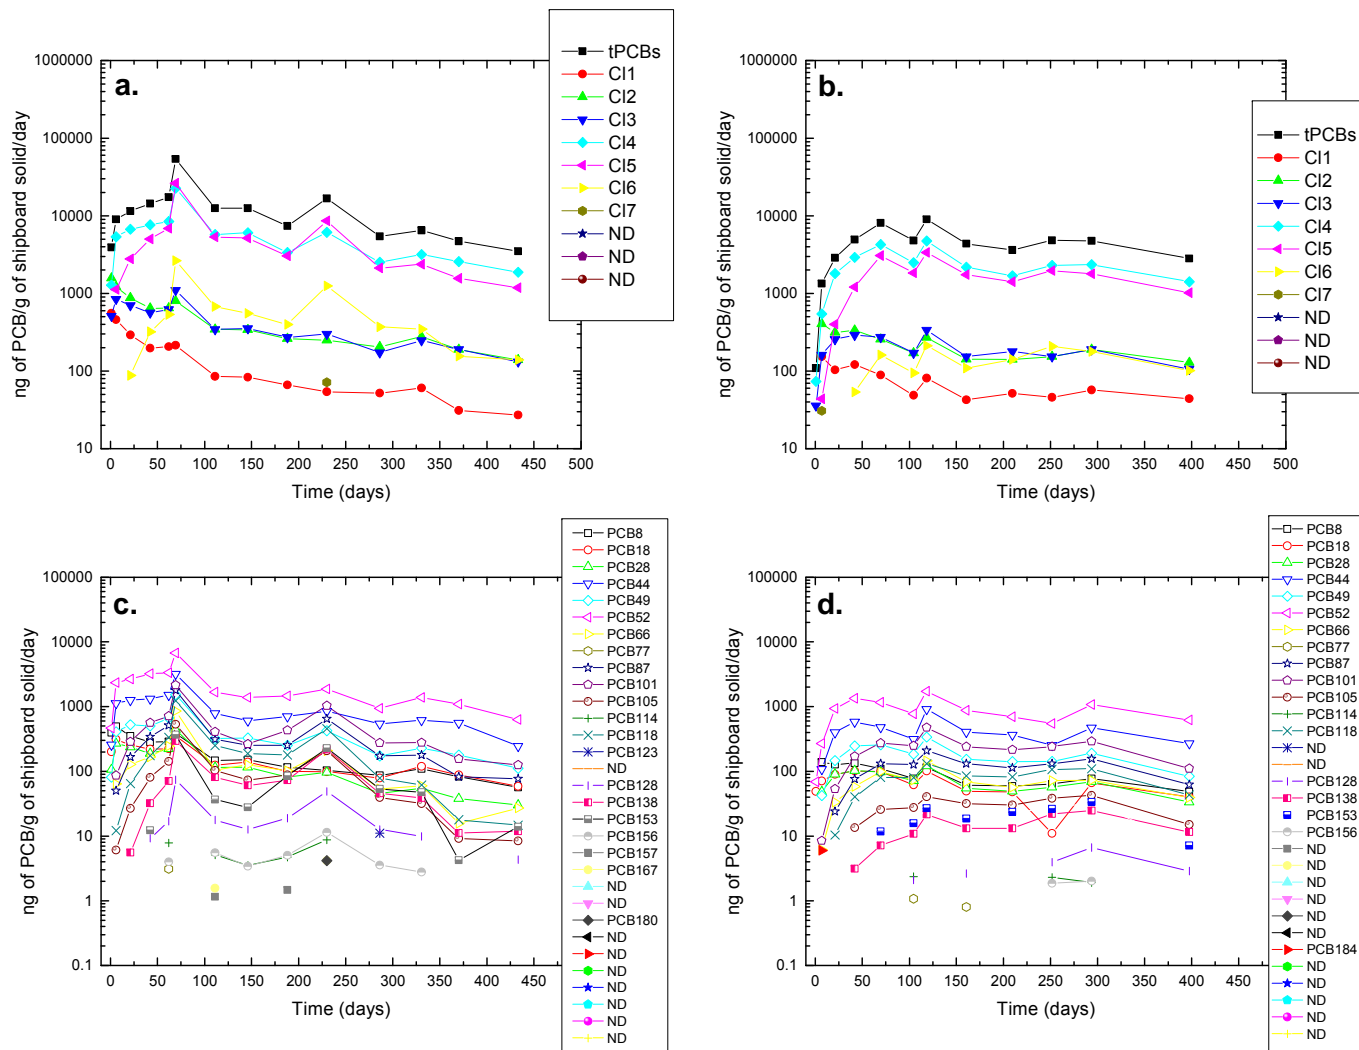 a.
1000000
100000
10000
1000
100
10
0 50 100 150 200 250 300 350 400 450 500
Time (days)
ng of PCB/g of shipboard solid/day
tPCBs
Cl1
Cl2
Cl3
Cl4
Cl5
Cl6
Cl7
ND
ND
ND
b.
1000000
100000
10000
1000
100
10
0 50 100 150 200 250 300 350 400 450 500
Time (days)
ng of PCB/g of shipboard solid/day
tPCBs
Cl1
Cl2
Cl3
Cl4
Cl5
Cl6
Cl7
ND
ND
ND
c.
100000
10000
1000
100
10
1
0.1
0 50 100 150 200 250 300 350 400 450
Time (days)
ng of PCB/g of shipboard solid/day
PCB8
PCB18
PCB28
PCB44
PCB49
PCB52
PCB66
PCB77
PCB87
PCB101
PCB105
PCB114
PCB118
PCB123
ND
PCB128
PCB138
PCB153
PCB156
PCB157
PCB167
ND
ND
PCB180
ND
ND
ND
ND
ND
ND
ND
d.
100000
10000
1000
100
10
1
0.1
0 50 100 150 200 250 300 350 400 450
Time (days)
ng of PCB/g of shipboard solid/day
PCB8
PCB18
PCB28
PCB44
PCB49
PCB52
PCB66
PCB77
PCB87
PCB101
PCB105
PCB114
PCB118
ND
ND
PCB128
PCB138
PCB153
PCB156
ND
ND
ND
ND
ND
ND
PCB184
ND
ND
ND
ND
ND